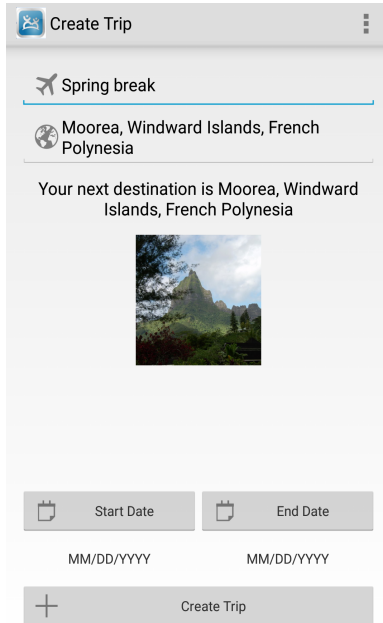 Create Trip
Spring break
Moorea, Windward Islands, French
Polynesia
Your next destination is Moorea, Windward
Islands, French Polynesia
Start Date
End Date
MM/DD/YYYY
MM/DD/YYYY
Create Trip